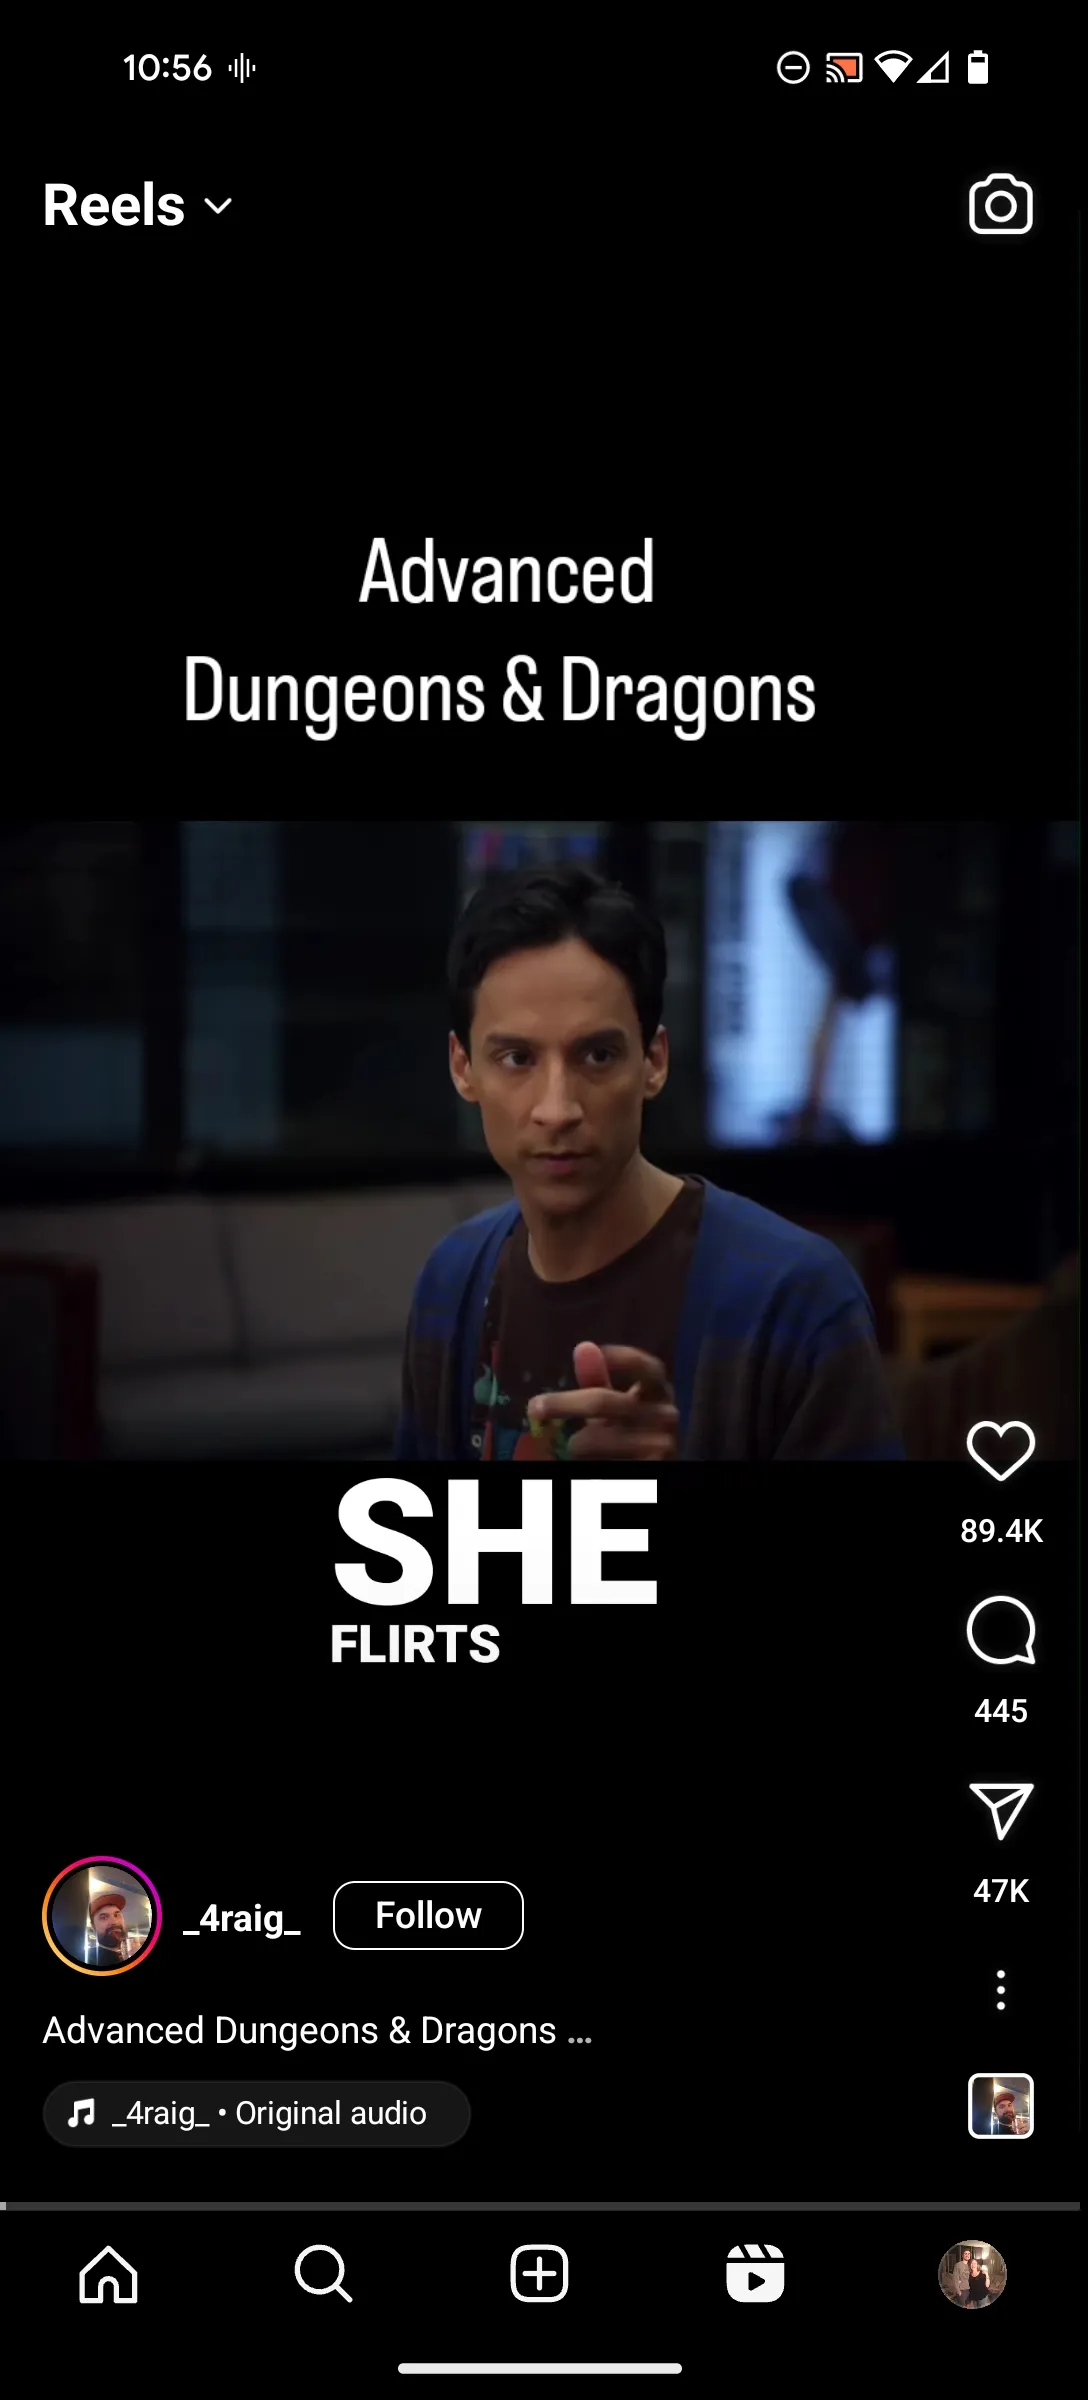 10:56
Reels
Advanced
Dungeons & Dragons
SHE
FLIRTS
89.4K
445
47K
_4raig_
Follow
Advanced Dungeons & Dragons ...
_4raig_ • Original audio